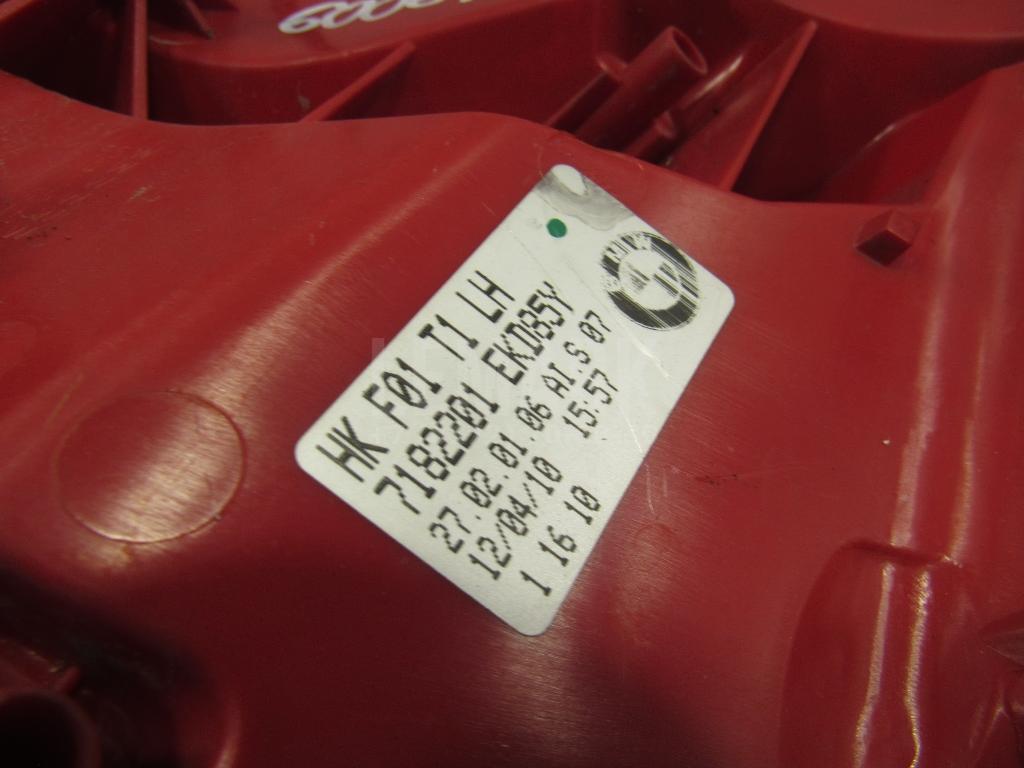 HK F01 T1 LH
7182201 EKD85Y
27.02.01.06 AI.S 07
12/04/10 15:57
1 16 10